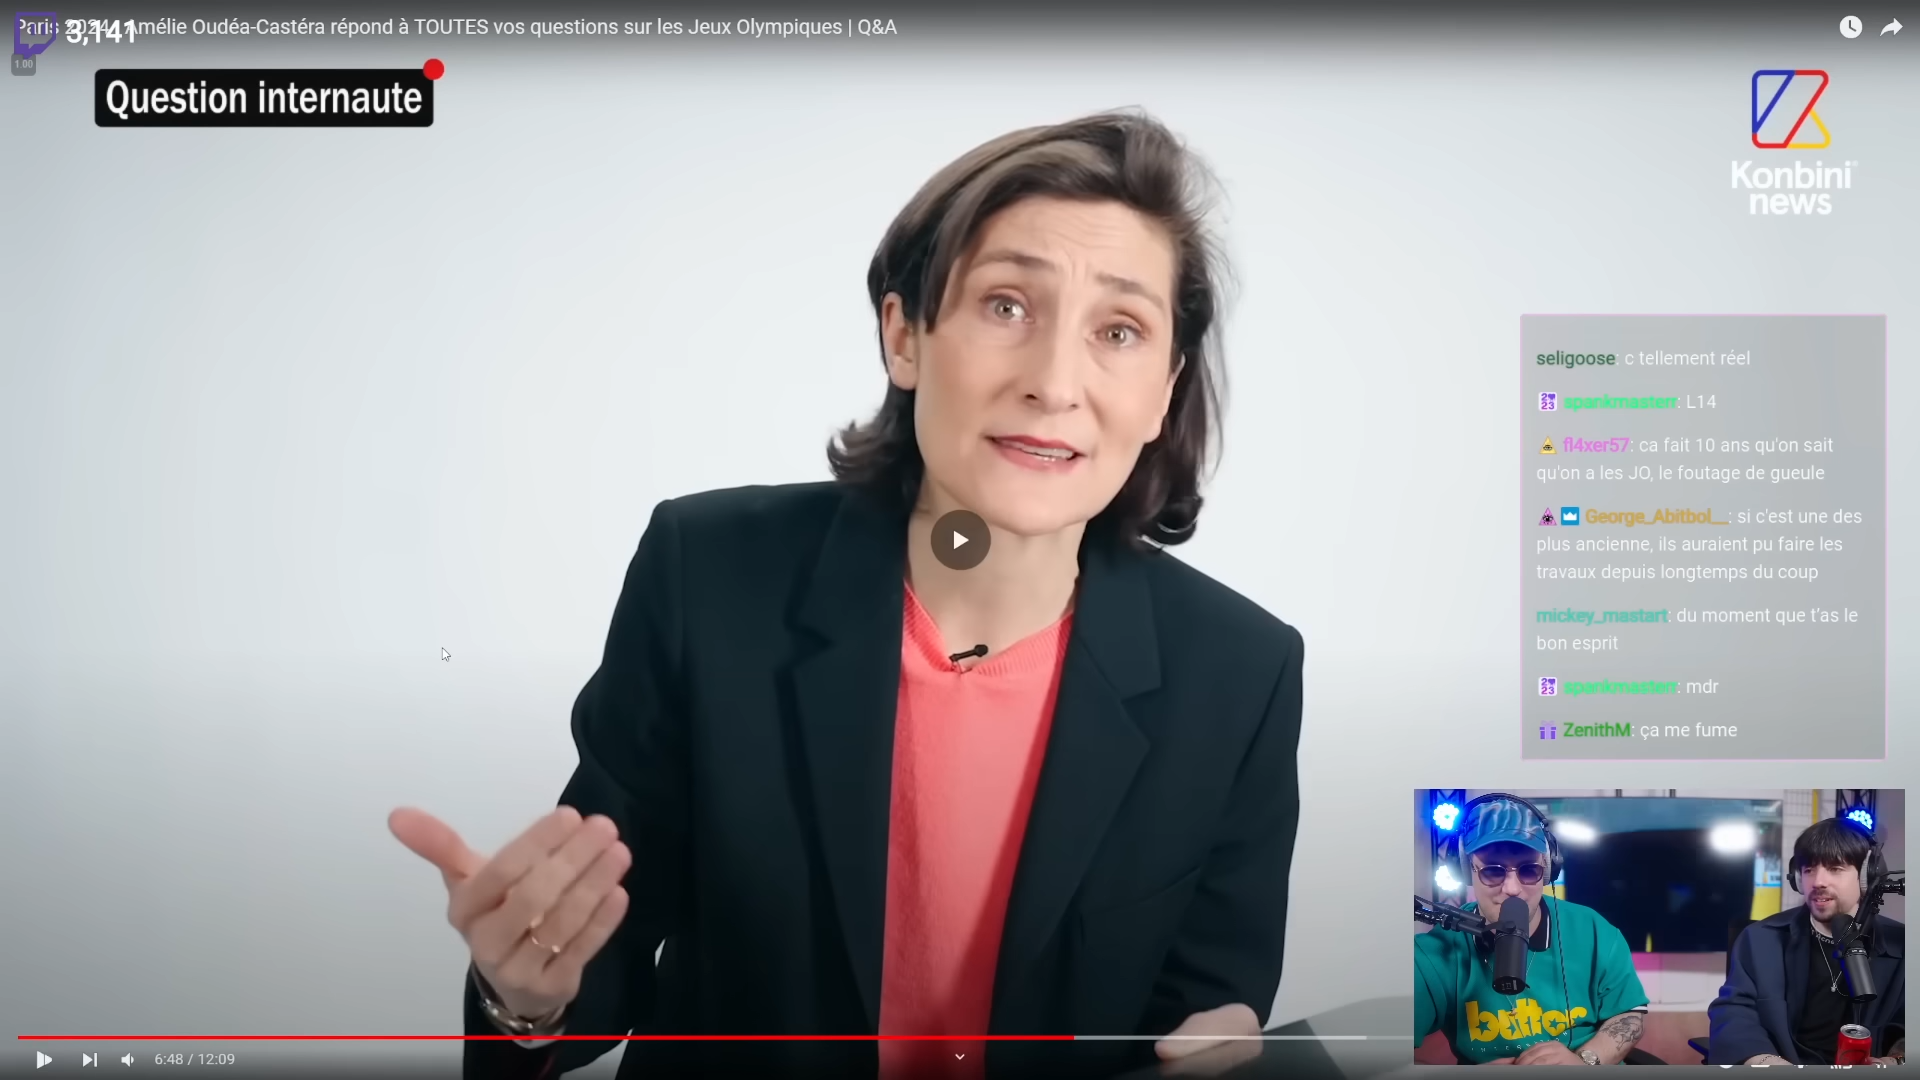 Paris 2024 : Amélie Oudéa-Castéra répond à TOUTES vos questions sur les Jeux Olympiques | Q&A
3,141
1.00
Question internaute
Konbini
news
seligoose: c tellement réel
spankmasterr: L14
fl4xer57: ca fait 10 ans qu'on sait
qu'on a les JO, le foutage de gueule
George_Abitbol__: si c'est une des
plus ancienne, ils auraient pu faire les
travaux depuis longtemps du coup
mickey_mastart: du moment que t'as le
bon esprit
spankmasterr: mdr
ZenithM: ça me fume
butter
6:48 / 12:09